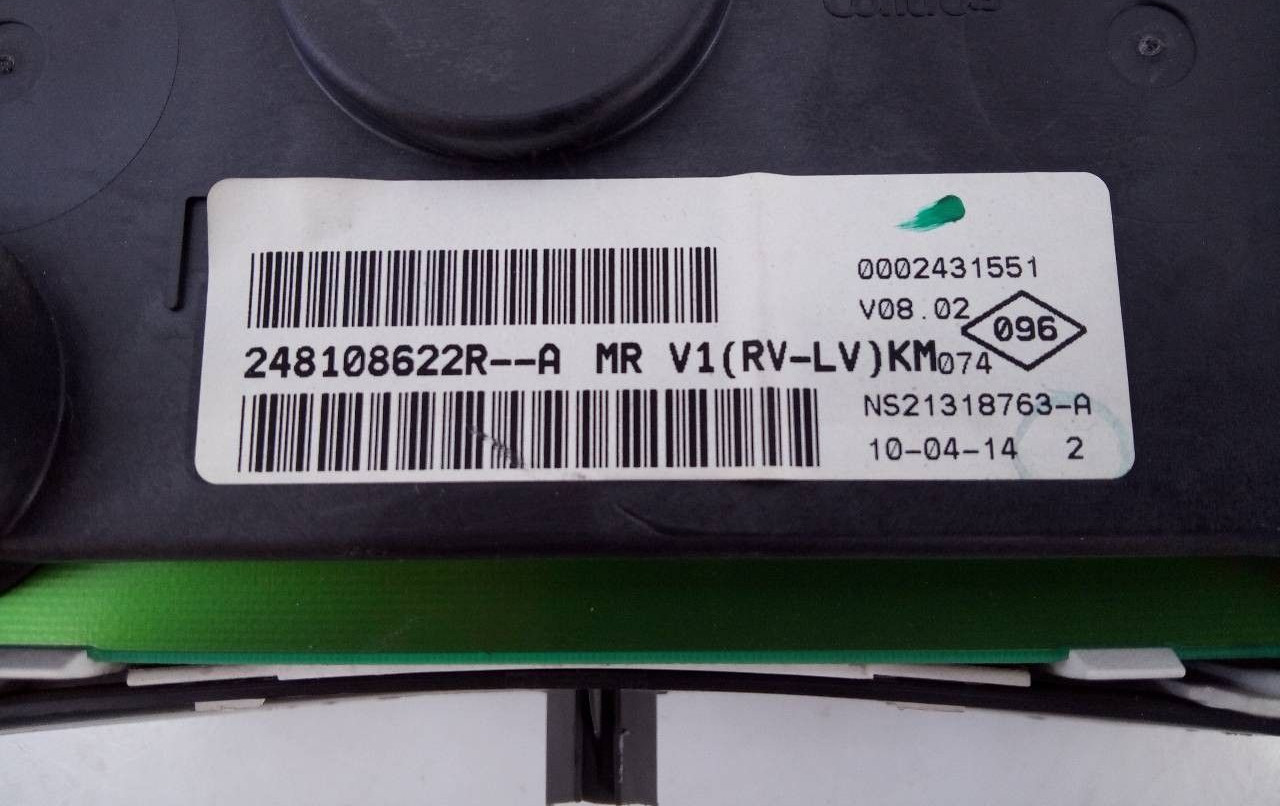 0002431551
V08.02
096
248108622R--A MR V1(RV-LV)KM074
NS21318763-A
10-04-14 2